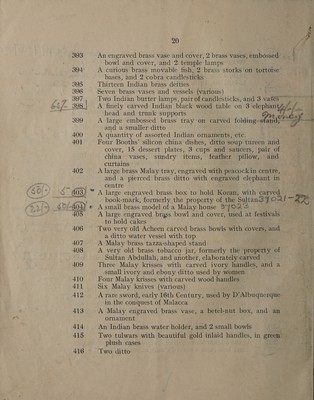 20
393 An engraved brass vase and cover, 2 brass vases, embossed
bowl and cover, and 2 temple lamps
394 A curious brass movable fish, 2 brass storks on tortoise
bases, and 2 cobra candlesticks
395 Thirteen Indian brass deities
396 Seven brass vases and vessels (various)
397 Two Indian butter lamps, pair of candlesticks, and 3 vases
398 A finely carved Indian black wood table on 3 elephant
head and trunk supports
399 A large embossed brass tray on carved folding stand,
and a smaller ditto
400 A quantity of assorted Indian ornaments, etc.
401 Four Booths' silicon china dishes, ditto soup tureen and
cover, 18 dessert plates, 3 cups and saucers, pair of
china vases, sundry items, feather pillow, and
curtains
402 A large brass Malay tray, engraved with peacock in centre,
and a pierced brass ditto with engraved elephant in
centre
403 A large engraved brass box to hold Koran, with carved
book-mark, formerly the property of the Sultan 39021-22
404 A small brass model of a Malay home 39023
405 A large engraved brass bowl and cover, used at festivals
to hold cakes
406 Two very old Acheen carved brass bowls with covers, and
a ditto water vessel with top
407 A Malay brass tazza-shaped stand
408 A very old brass tobacco jar, formerly the property of
Sultan Abdullah, and another, elaborately carved
409 Three Malay krisses with carved ivory handles, and a
small ivory and ebony ditto used by women
410 Four Malay krisses with carved wood handles
411 Six Malay knives (various)
412 A rare sword, early 16th Century, used by D'Albuquesque
in the conquest of Malacca
413 A Malay engraved brass vase, a betel-nut box, and an
ornament
414 An Indian brass water holder, and 2 small bowls
415 Two tulwars with beautiful gold inlaid handles, in green
plush cases
416 Two ditto